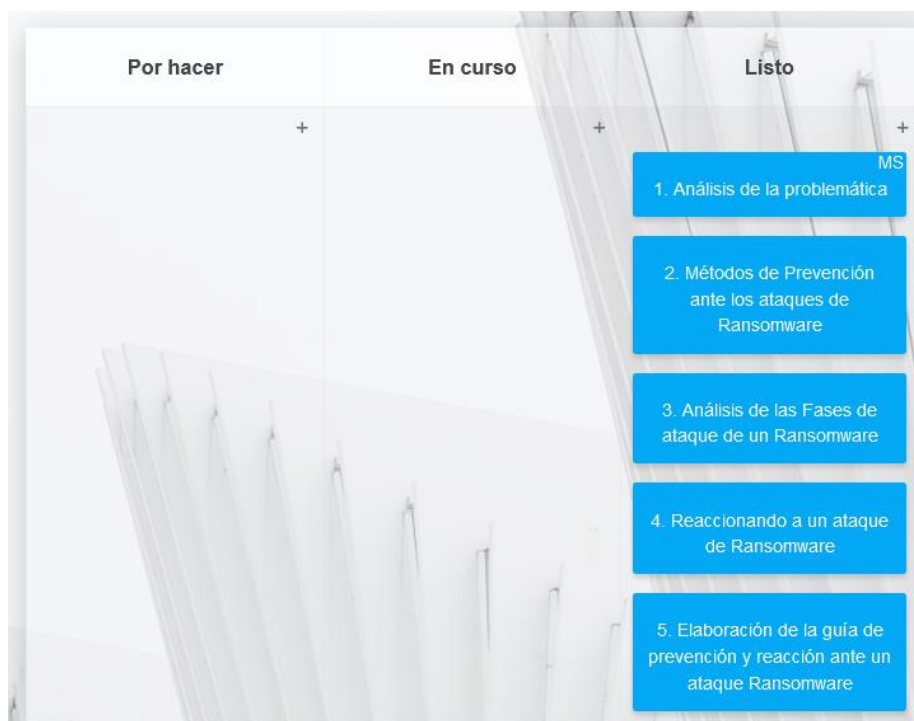 Por hacer
En curso
Listo
+
+
+
MS
1. Análisis de la problemática
2. Métodos de Prevención
ante los ataques de
Ransomware
3. Análisis de las Fases de
ataque de un Ransomware
4. Reaccionando a un ataque
de Ransomware
5. Elaboración de la guía de
prevención y reacción ante un
ataque Ransomware